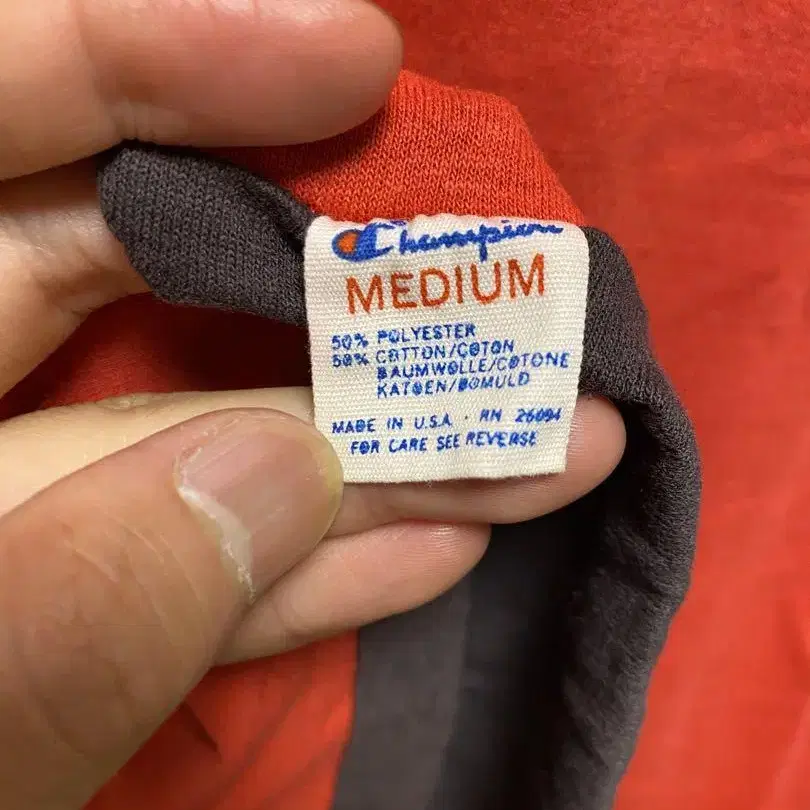 Champion
MEDIUM
50% POLYESTER
50% COTTON/COTON
BAUMWOLLE/COTONE
KATOEN/BOMULD
MADE IN U.S.A. · RN 26094
FOR CARE SEE REVERSE